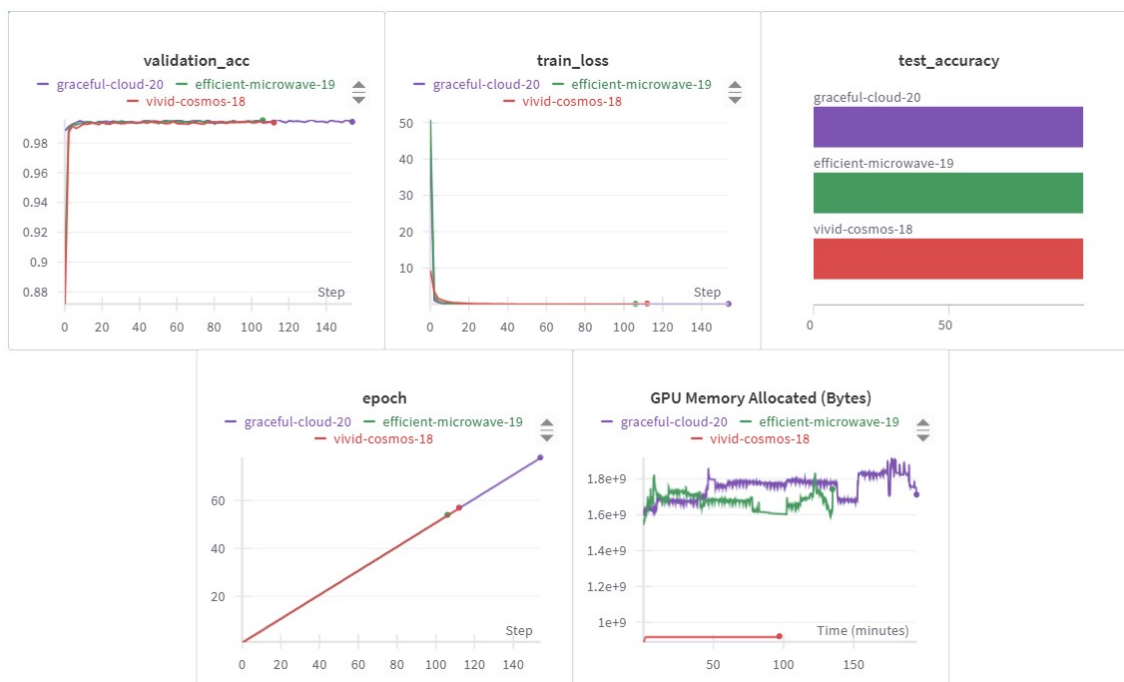 validation_acc
graceful-cloud-20 efficient-microwave-19
vivid-cosmos-18
0.98
0.96
0.94
0.92
0.9
0.88
Step
0 20 40 60 80 100 120 140
train_loss
graceful-cloud-20 efficient-microwave-19
vivid-cosmos-18
50
40
30
20
10
Step
0 20 40 60 80 100 120 140
test_accuracy
graceful-cloud-20
efficient-microwave-19
vivid-cosmos-18
0 50
epoch
graceful-cloud-20 efficient-microwave-19
vivid-cosmos-18
60
40
20
Step
0 20 40 60 80 100 120 140
GPU Memory Allocated (Bytes)
graceful-cloud-20 efficient-microwave-19
vivid-cosmos-18
1.8e+9
1.6e+9
1.4e+9
1.2e+9
1e+9
Time (minutes)
50 100 150